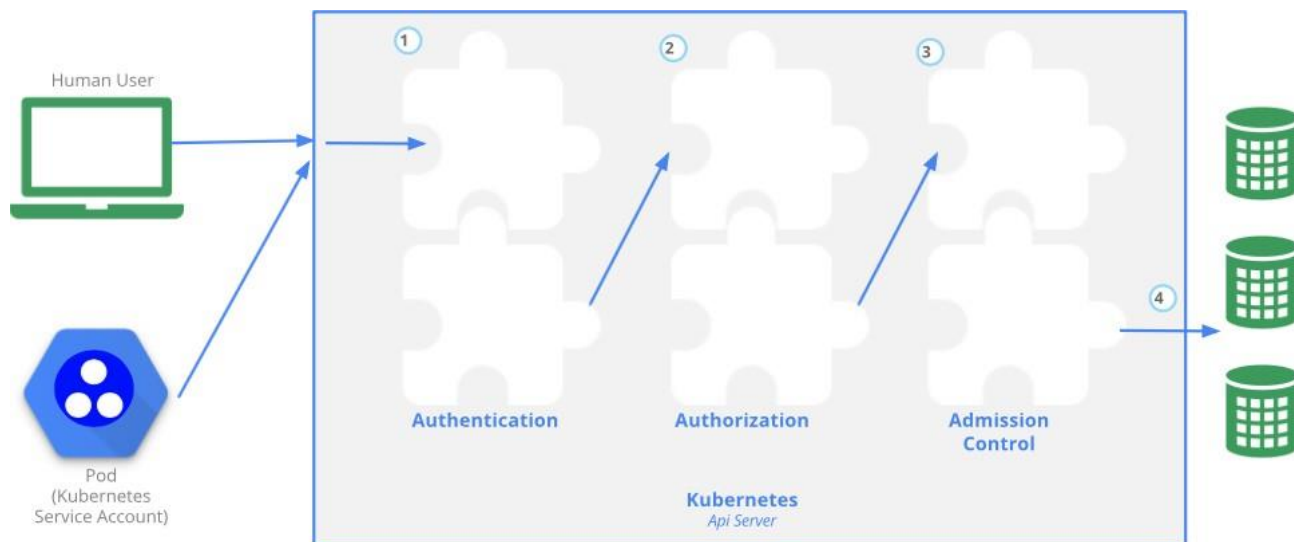 Human User
Pod
(Kubernetes
Service Account)
1
2
3
4
Authentication
Authorization
Admission
Control
Kubernetes
Api Server